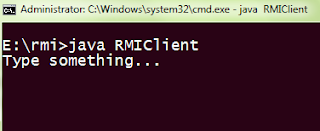 Administrator: C:\Windows\system32\cmd.exe - java RMIClient
E:\rmi>java RMIClient
Type something...